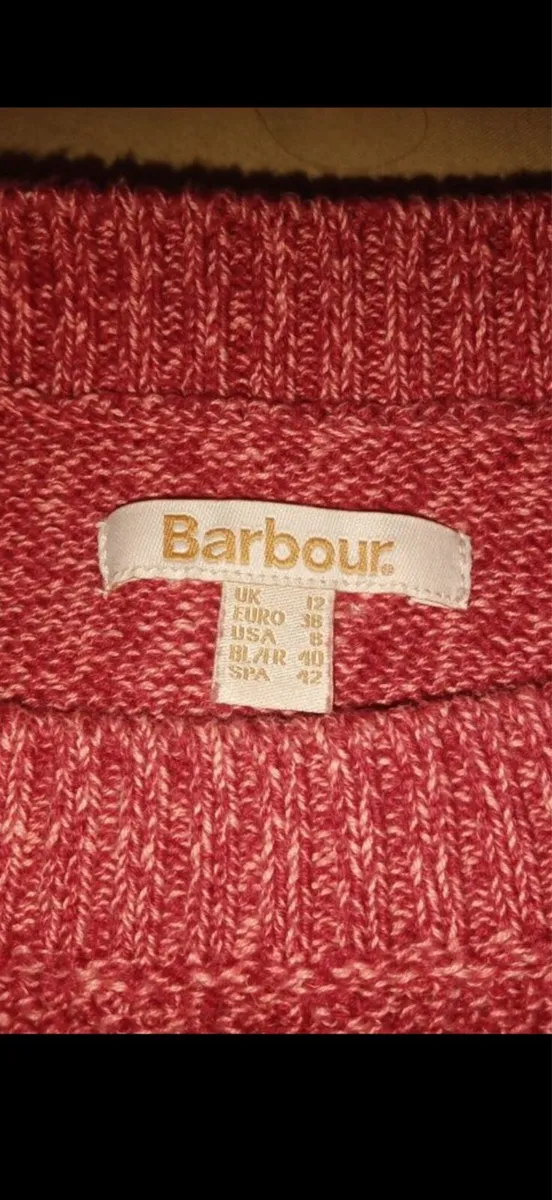 Barbour®
UK 12
EURO 38
USA 8
BL/FR 40
SPA 42